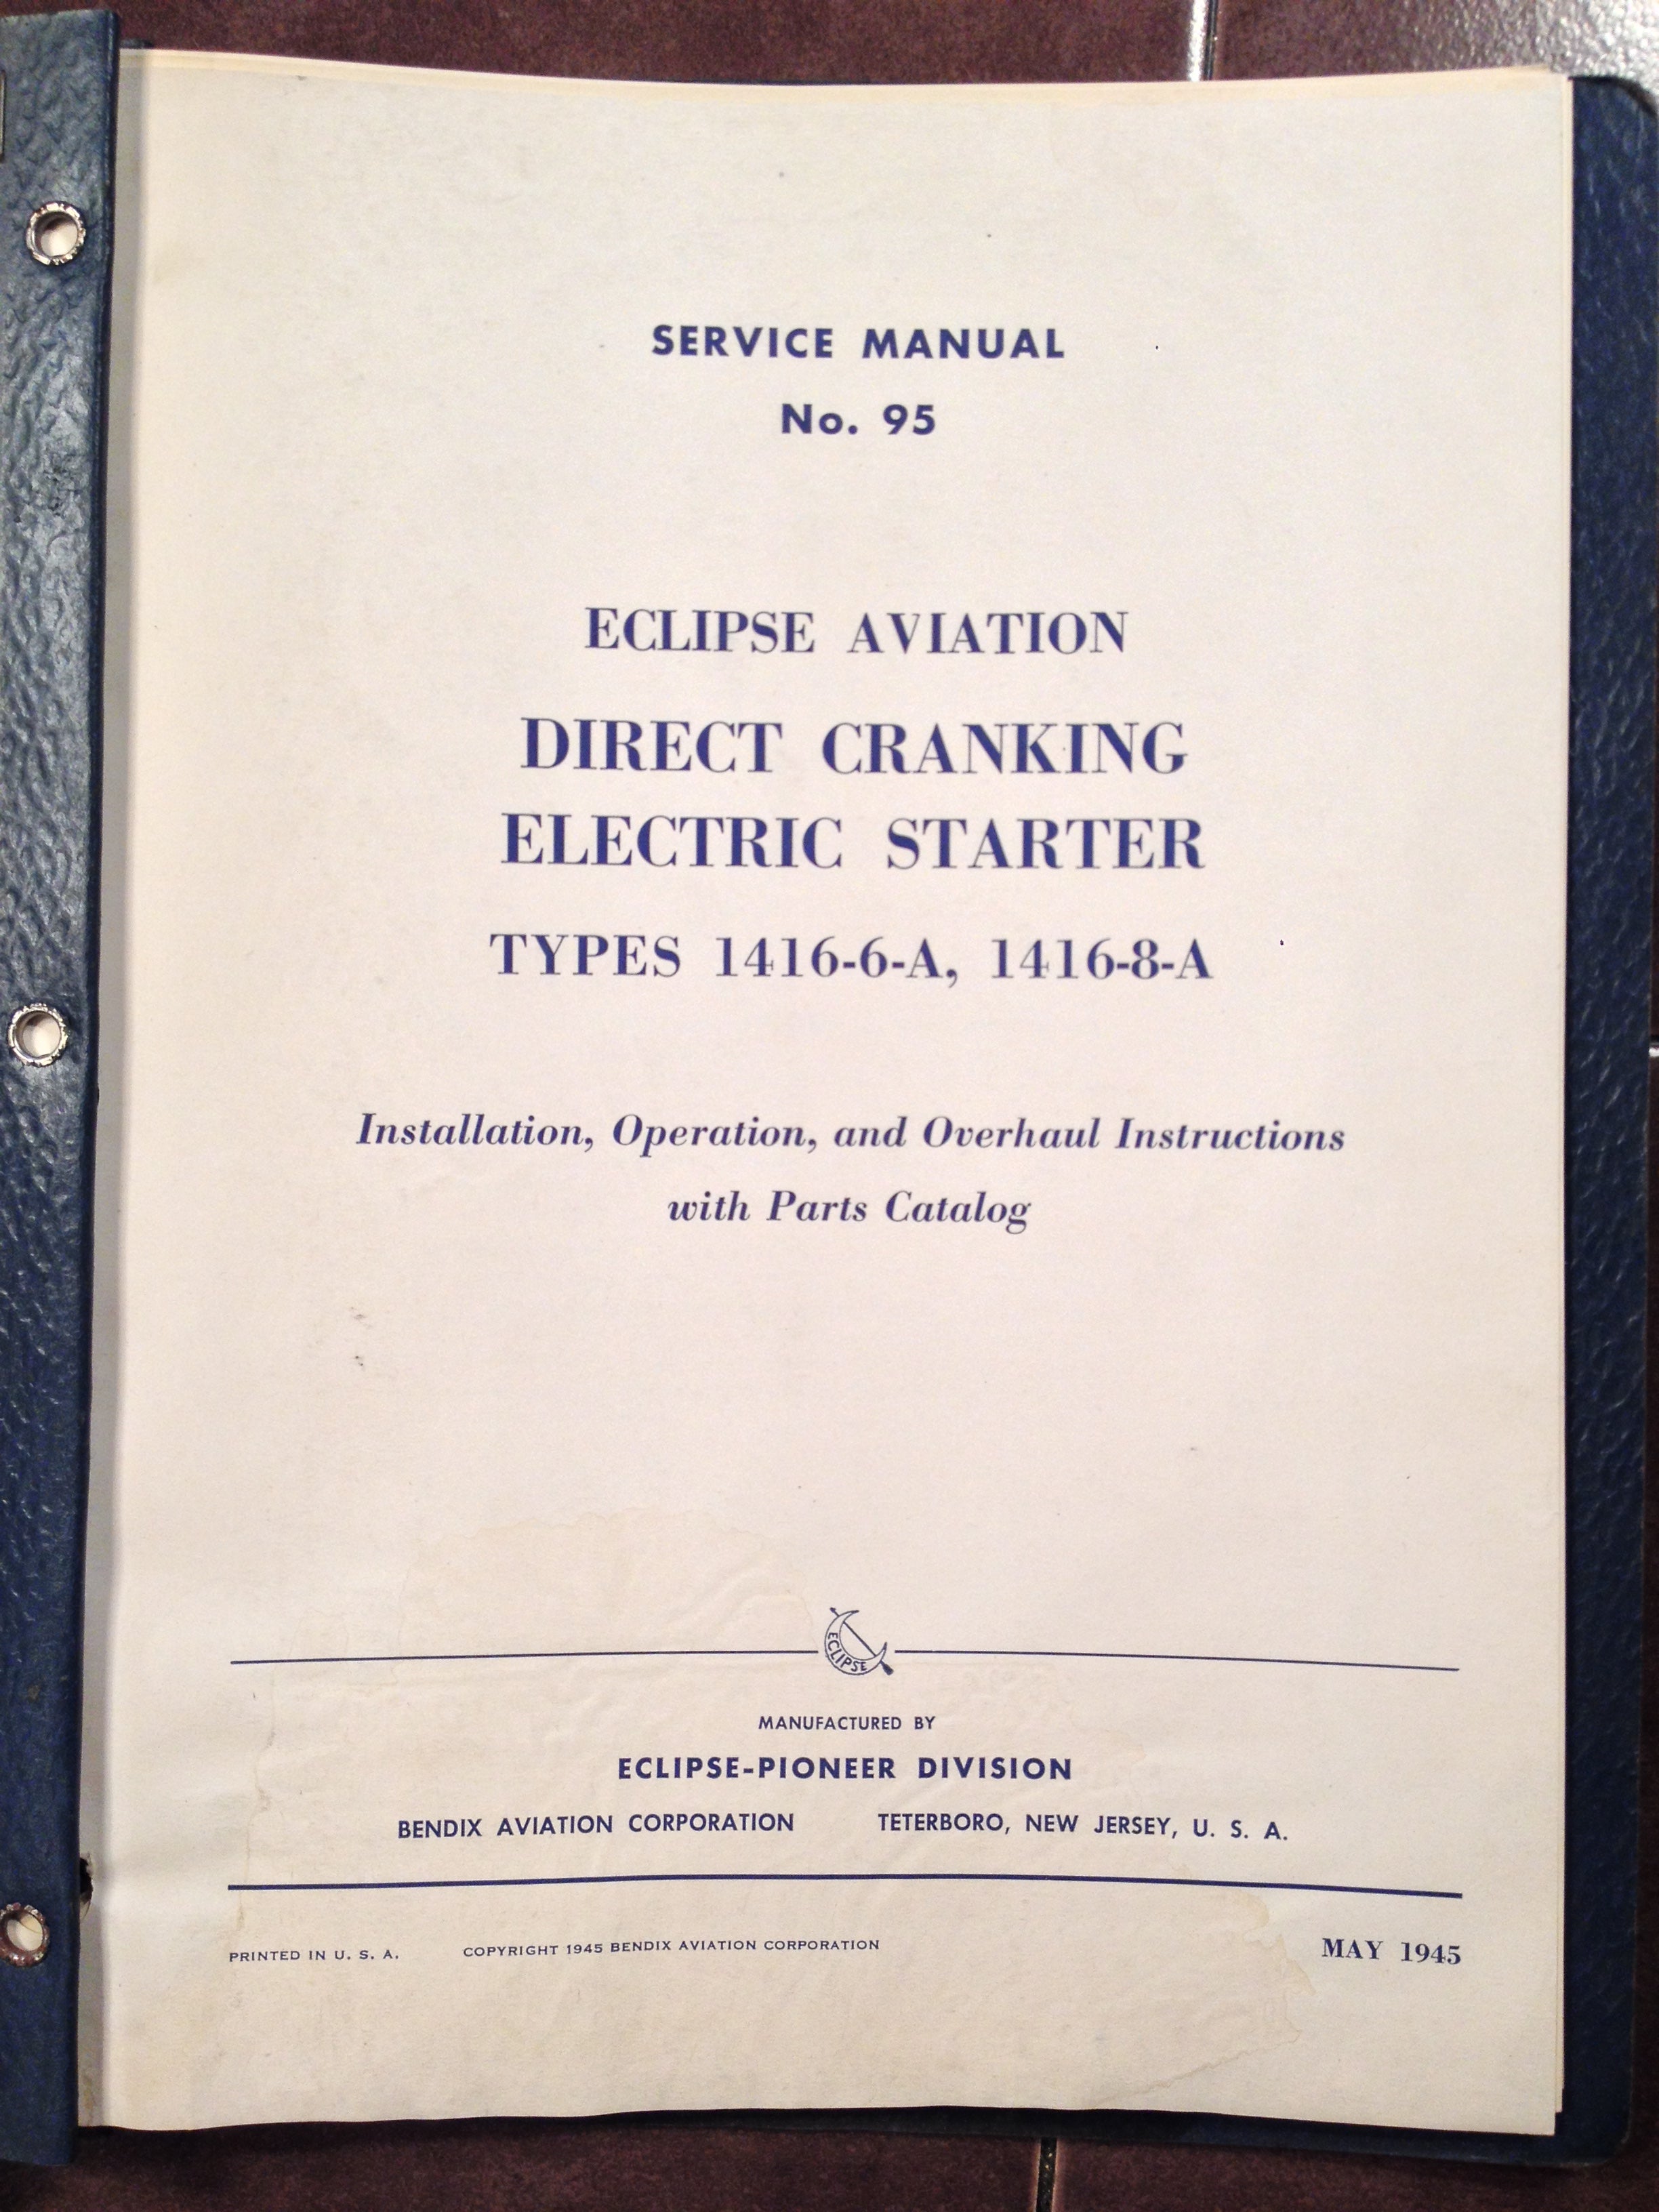 SERVICE MANUAL
No. 95
ECLIPSE AVIATION
DIRECT CRANKING
ELECTRIC STARTER
TYPES 1416-6-A, 1416-8-A
Installation, Operation, and Overhaul Instructions
with Parts Catalog
ECLIPSE
MANUFACTURED BY
ECLIPSE-PIONEER DIVISION
BENDIX AVIATION CORPORATION TETERBORO, NEW JERSEY, U. S. A.
PRINTED IN U. S. A. COPYRIGHT 1945 BENDIX AVIATION CORPORATION MAY 1945